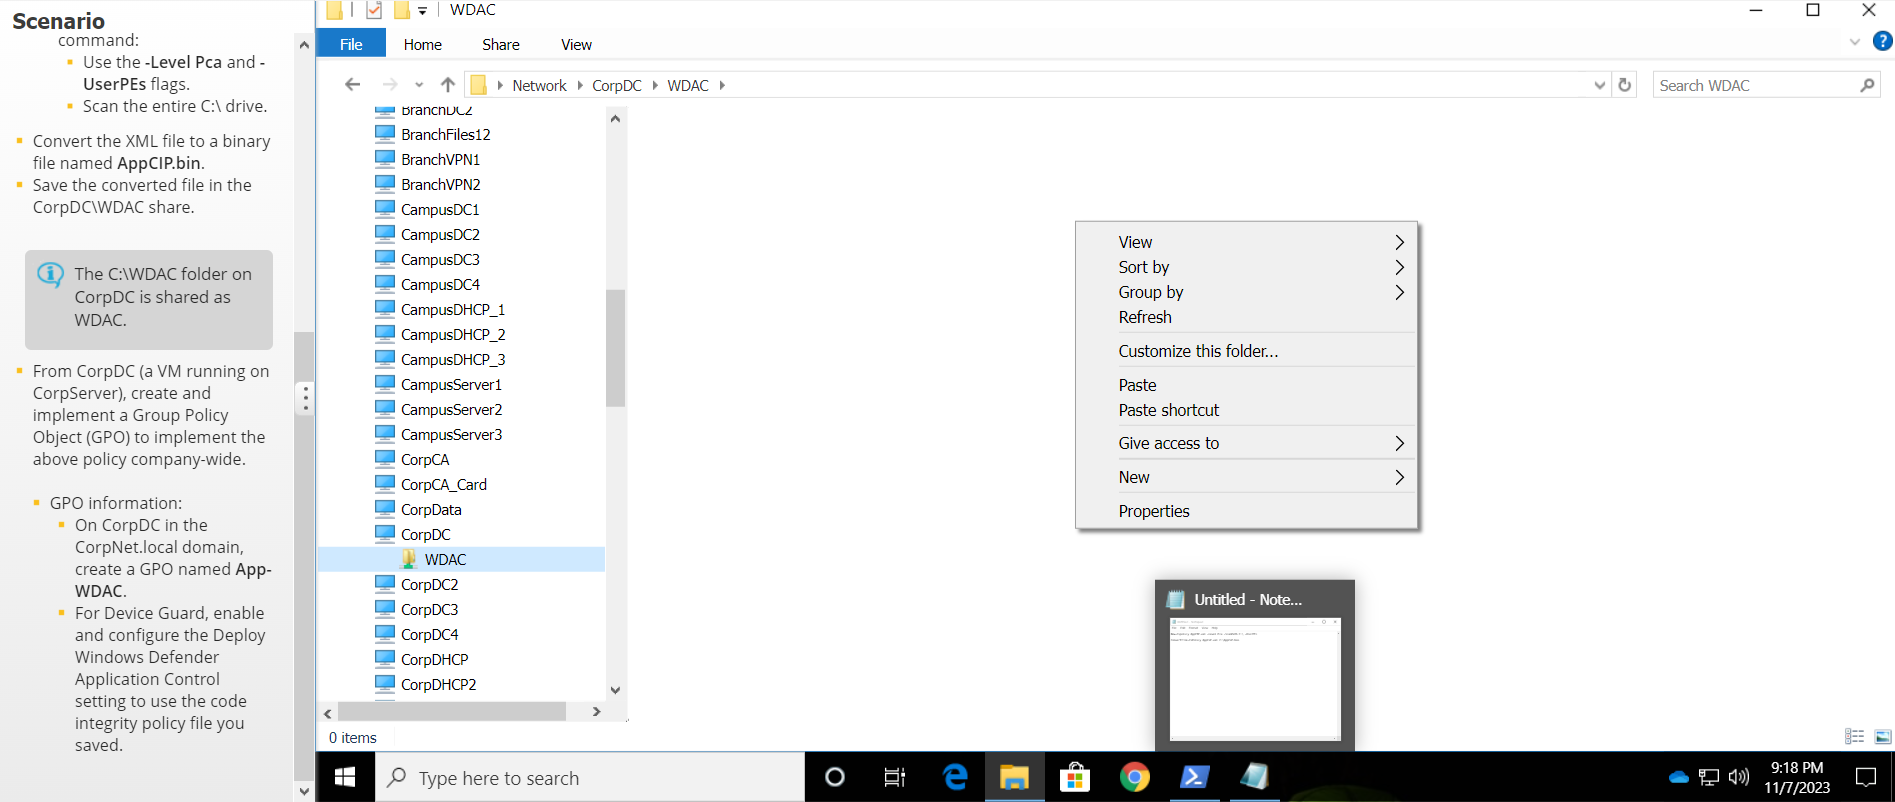 Scenario
command:
Use the -Level Pca and -
UserPEs flags.
Scan the entire C:\ drive.
Convert the XML file to a binary
file named AppCIP.bin.
Save the converted file in the
CorpDC\WDAC share.
The C:\WDAC folder on
CorpDC is shared as
WDAC.
From CorpDC (a VM running on
CorpServer), create and
implement a Group Policy
Object (GPO) to implement the
above policy company-wide.
GPO information:
On CorpDC in the
CorpNet.local domain,
create a GPO named App-
WDAC.
For Device Guard, enable
and configure the Deploy
Windows Defender
Application Control
setting to use the code
integrity policy file you
saved.
WDAC
File Home Share View
Network CorpDC WDAC
Search WDAC
BranchDC2
BranchFiles12
BranchVPN1
BranchVPN2
CampusDC1
CampusDC2
CampusDC3
CampusDC4
CampusDHCP_1
CampusDHCP_2
CampusDHCP_3
CampusServer1
CampusServer2
CampusServer3
CorpCA
CorpCA_Card
CorpData
CorpDC
WDAC
CorpDC2
CorpDC3
CorpDC4
CorpDHCP
CorpDHCP2
0 items
View
Sort by
Group by
Refresh
Customize this folder...
Paste
Paste shortcut
Give access to
New
Properties
Untitled - Note...
Type here to search
9:18 PM
11/7/2023